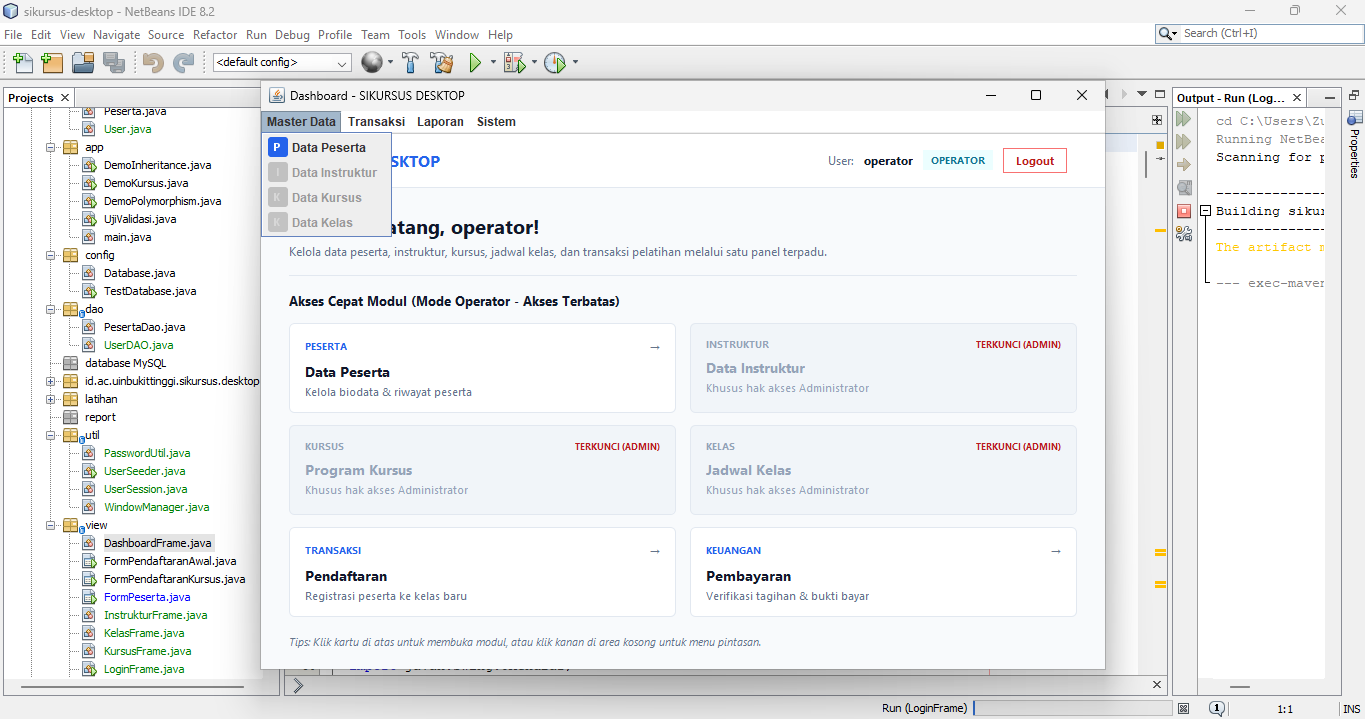 sikursus-desktop - NetBeans IDE 8.2
File Edit View Navigate Source Refactor Run Debug Profile Team Tools Window Help
Search (Ctrl+I)
<default config>
Projects
Peserta.java
User.java
app
DemoInheritance.java
DemoKursus.java
DemoPolymorphism.java
UjiValidasi.java
main.java
config
Database.java
TestDatabase.java
dao
PesertaDao.java
UserDAO.java
database MySQL
id.ac.uinbukittinggi.sikursus.desktop
latihan
report
util
PasswordUtil.java
UserSeeder.java
UserSession.java
WindowManager.java
view
DashboardFrame.java
FormPendaftaranAwal.java
FormPendaftaranKursus.java
FormPeserta.java
InstrukturFrame.java
KelasFrame.java
KursusFrame.java
LoginFrame.java
Dashboard - SIKURSUS DESKTOP
Master Data Transaksi Laporan Sistem
P Data Peserta
I Data Instruktur
K Data Kursus
K Data Kelas
SKTOP
User: operator OPERATOR Logout
atang, operator!
Kelola data peserta, instruktur, kursus, jadwal kelas, dan transaksi pelatihan melalui satu panel terpadu.
Akses Cepat Modul (Mode Operator - Akses Terbatas)
PESERTA →
Data Peserta
Kelola biodata & riwayat peserta
INSTRUKTUR TERKUNCI (ADMIN)
Data Instruktur
Khusus hak akses Administrator
KURSUS TERKUNCI (ADMIN)
Program Kursus
Khusus hak akses Administrator
KELAS TERKUNCI (ADMIN)
Jadwal Kelas
Khusus hak akses Administrator
TRANSAKSI →
Pendaftaran
Registrasi peserta ke kelas baru
KEUANGAN →
Pembayaran
Verifikasi tagihan & bukti bayar
Tips: Klik kartu di atas untuk membuka modul, atau klik kanan di area kosong untuk menu pintasan.
Output - Run (Log...
cd C:\Users\Zu
Running NetBea
Scanning for p
Building sikur
The artifact m
--- exec-maven
Properties
Run (LoginFrame)
1
1:1
INS